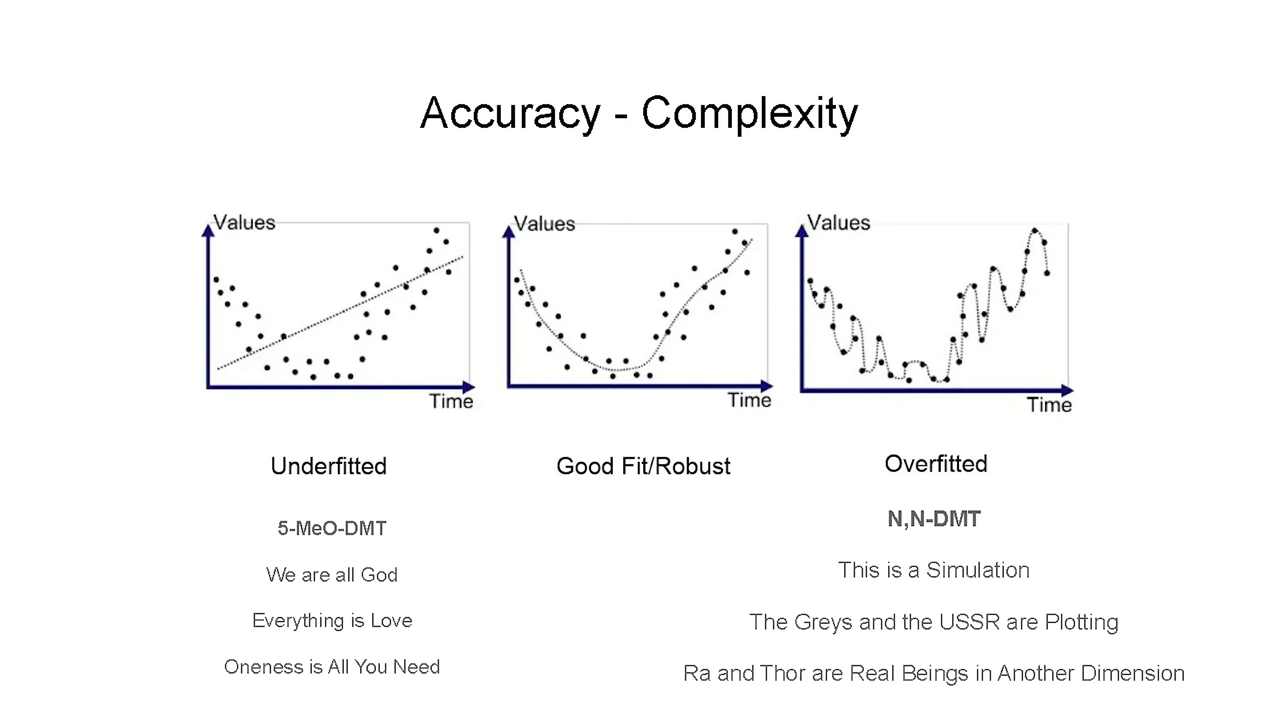 Accuracy - Complexity
Values
Time
Values
Time
Values
Time
Underfitted
Good Fit/Robust
Overfitted
5-MeO-DMT
We are all God
Everything is Love
Oneness is All You Need
N,N-DMT
This is a Simulation
The Greys and the USSR are Plotting
Ra and Thor are Real Beings in Another Dimension